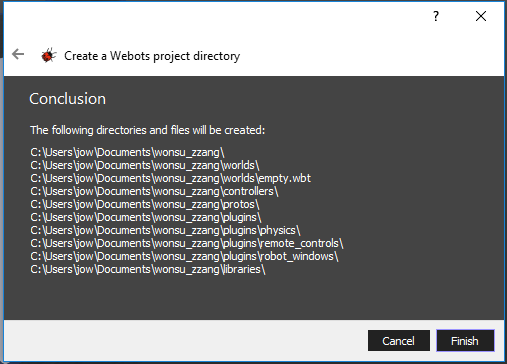 ?
Create a Webots project directory
Conclusion
The following directories and files will be created:
C:\Users\jow\Documents\wonsu_zzang\
C:\Users\jow\Documents\wonsu_zzang\worlds\
C:\Users\jow\Documents\wonsu_zzang\worlds\empty.wbt
C:\Users\jow\Documents\wonsu_zzang\controllers\
C:\Users\jow\Documents\wonsu_zzang\protos\
C:\Users\jow\Documents\wonsu_zzang\plugins\
C:\Users\jow\Documents\wonsu_zzang\plugins\physics\
C:\Users\jow\Documents\wonsu_zzang\plugins\remote_controls\
C:\Users\jow\Documents\wonsu_zzang\plugins\robot_windows\
C:\Users\jow\Documents\wonsu_zzang\libraries\
Cancel Finish